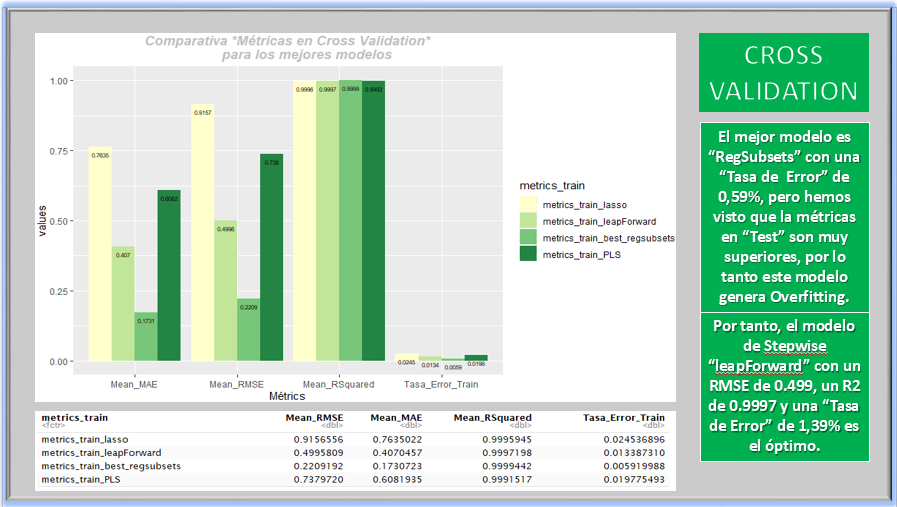 Comparativa *Métricas en Cross Validation*
para los mejores modelos
CROSS
VALIDATION
El mejor modelo es
“RegSubsets” con una
“Tasa de Error” de
0,59%, pero hemos
visto que la métricas
en “Test” son muy
superiores, por lo
tanto este modelo
genera Overfitting.
Por tanto, el modelo
de Stepwise
“leapForward” con un
RMSE de 0.499, un R2
de 0.9997 y una “Tasa
de Error” de 1,39% es
el óptimo.
values
1.00
0.75
0.50
0.25
0.00
0.7635
0.407
0.1731
0.6082
0.9157
0.4996
0.2209
0.738
0.9996
0.9997
0.9999
0.9992
0.0245
0.0134
0.0059
0.0198
Mean_MAE
Mean_RMSE
Mean_RSquared
Tasa_Error_Train
Métrics
metrics_train
metrics_train_lasso
metrics_train_leapForward
metrics_train_best_regsubsets
metrics_train_PLS
metrics_train Mean_RMSE Mean_MAE Mean_RSquared Tasa_Error_Train
<fctr> <dbl> <dbl> <dbl> <dbl>
metrics_train_lasso 0.9156556 0.7635022 0.9995945 0.024536896
metrics_train_leapForward 0.4995809 0.4070457 0.9997198 0.013387310
metrics_train_best_regsubsets 0.2209192 0.1730723 0.9999442 0.005919988
metrics_train_PLS 0.7379720 0.6081935 0.9991517 0.019775493